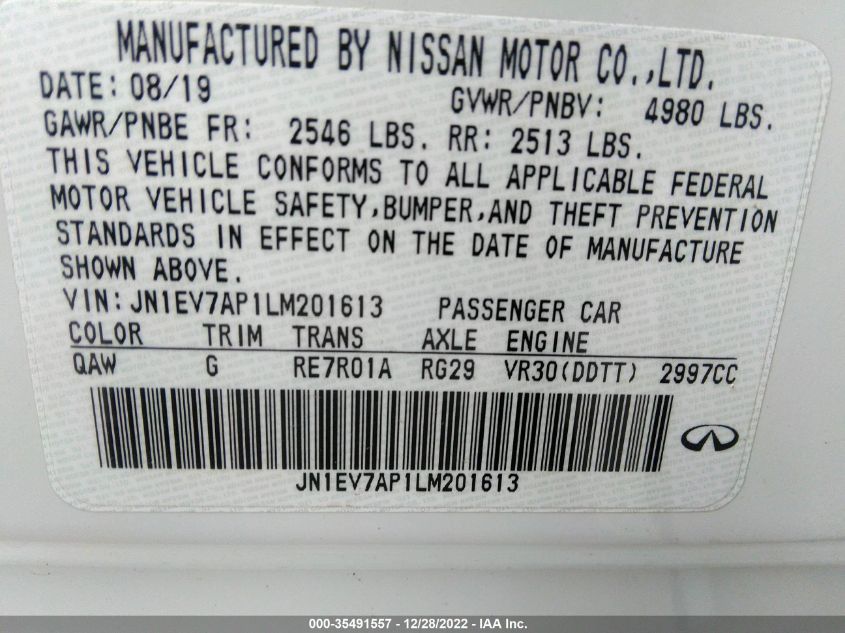 MANUFACTURED BY NISSAN MOTOR CO.,LTD.
DATE: 08/19 GVWR/PNBV: 4980 LBS.
GAWR/PNBE FR: 2546 LBS. RR: 2513 LBS.
THIS VEHICLE CONFORMS TO ALL APPLICABLE FEDERAL
MOTOR VEHICLE SAFETY,BUMPER,AND THEFT PREVENTION
STANDARDS IN EFFECT ON THE DATE OF MANUFACTURE
SHOWN ABOVE.
VIN: JN1EV7AP1LM201613 PASSENGER CAR
COLOR TRIM TRANS AXLE ENGINE
QAW G RE7R01A RG29 VR30(DDTT) 2997CC
JN1EV7AP1LM201613
000-35491557 - 12/28/2022 - IAA Inc.